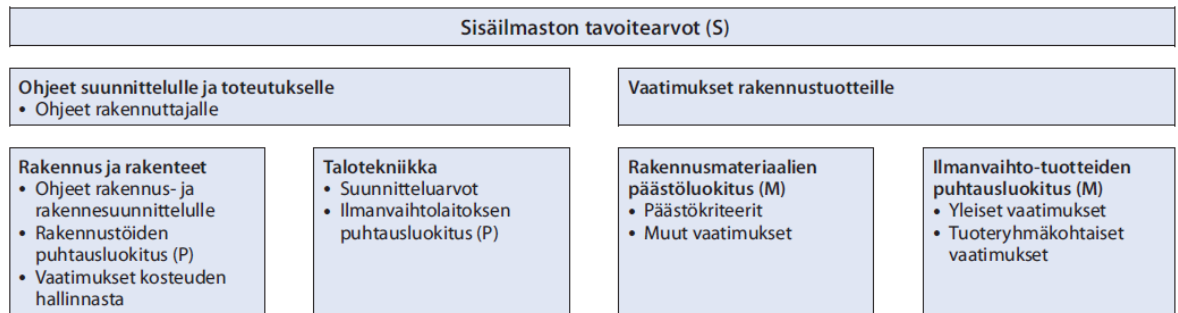 Sisäilmaston tavoitearvot (S)
Ohjeet suunnittelulle ja toteutukselle
• Ohjeet rakennuttajalle
Vaatimukset rakennustuotteille
Rakennus ja rakenteet
• Ohjeet rakennus- ja
rakennesuunnittelulle
• Rakennustöiden
puhtausluokitus (P)
• Vaatimukset kosteuden
hallinnasta
Talotekniikka
• Suunnitteluarvot
• Ilmanvaihtolaitoksen
puhtausluokitus (P)
Rakennusmateriaalien
päästöluokitus (M)
• Päästökriteerit
• Muut vaatimukset
Ilmanvaihto-tuotteiden
puhtausluokitus (M)
• Yleiset vaatimukset
• Tuoteryhmäkohtaiset
vaatimukset